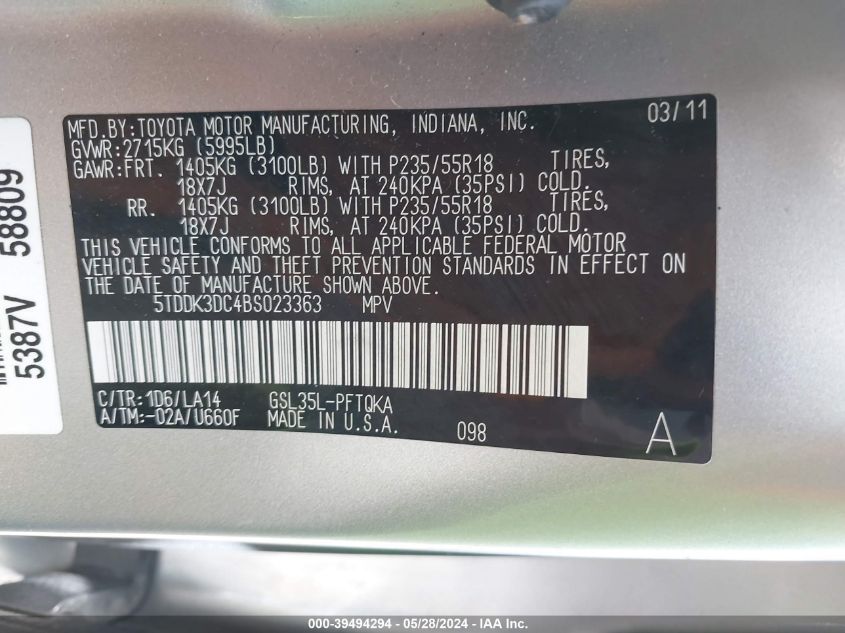 MFD.BY:TOYOTA MOTOR MANUFACTURING, INDIANA, INC. 03/11
GVWR:2715KG (5995LB)
GAWR:FRT. 1405KG (3100LB) WITH P235/55R18 TIRES,
18X7J RIMS, AT 240KPA (35PSI) COLD.
RR. 1405KG (3100LB) WITH P235/55R18 TIRES,
18X7J RIMS, AT 240KPA (35PSI) COLD.
THIS VEHICLE CONFORMS TO ALL APPLICABLE FEDERAL MOTOR
VEHICLE SAFETY AND THEFT PREVENTION STANDARDS IN EFFECT ON
THE DATE OF MANUFACTURE SHOWN ABOVE.
5TDDK3DC4BS023363 MPV
C/TR:1D6/LA14 GSL35L-PFTQKA
A/TM:-02A/U660F MADE IN U.S.A. 098 A
5387V 58809
000-39494294 - 05/28/2024 - IAA Inc.